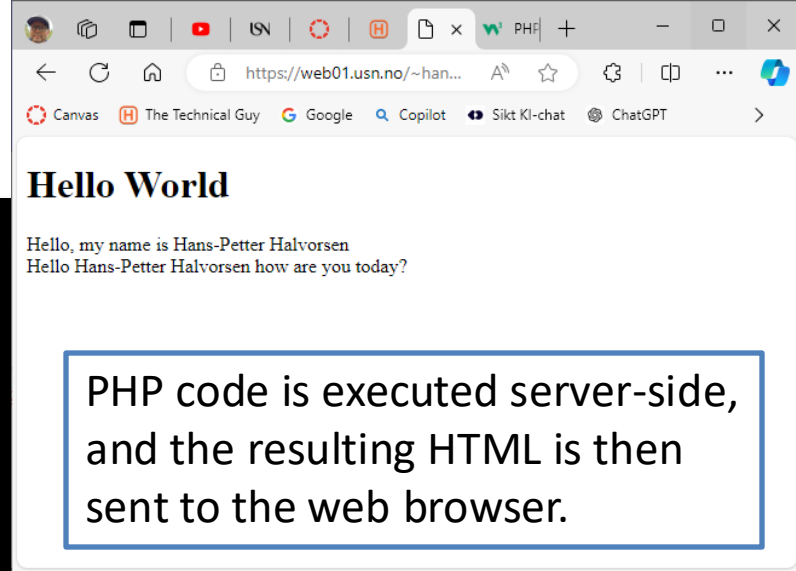 USN
H
PHP
https://web01.usn.no/~han...
Canvas
H The Technical Guy
Google
Copilot
Sikt KI-chat
ChatGPT
Hello World
Hello, my name is Hans-Petter Halvorsen
Hello Hans-Petter Halvorsen how are you today?
PHP code is executed server-side,
and the resulting HTML is then
sent to the web browser.